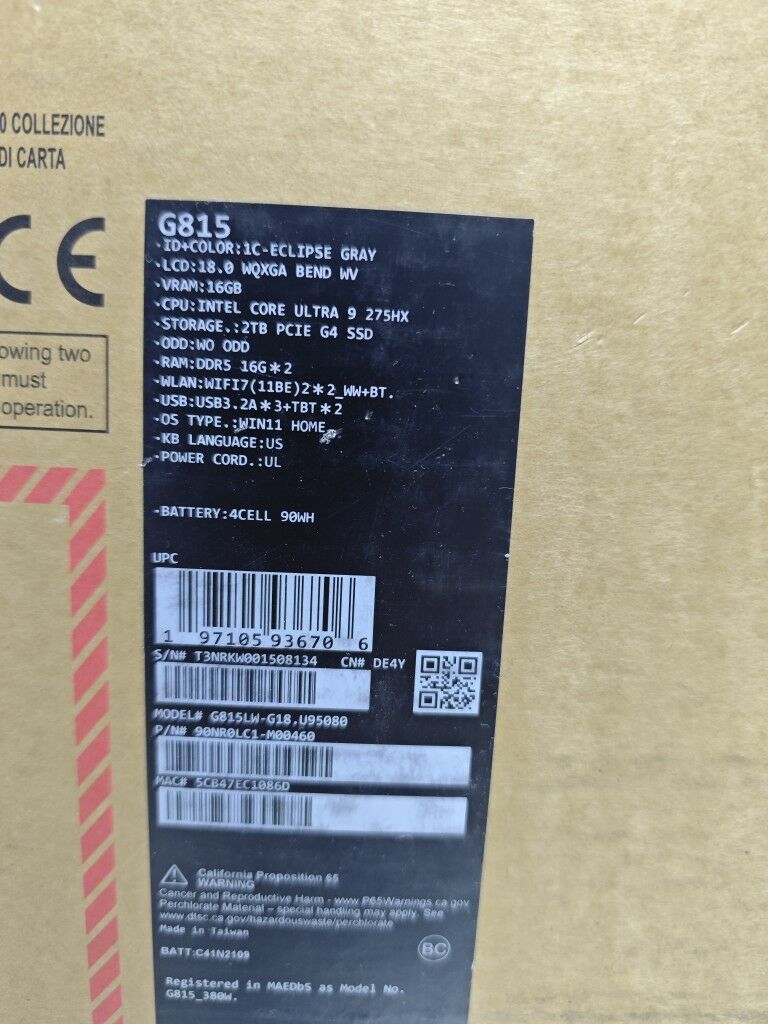 0 COLLEZIONE
DI CARTA
CE
owing two
must
operation.
G815
·ID+COLOR:1C-ECLIPSE GRAY
·LCD:18.0 WQXGA BEND WV
·VRAM:16GB
·CPU:INTEL CORE ULTRA 9 275HX
·STORAGE.:2TB PCIE G4 SSD
·ODD:WO ODD
·RAM:DDR5 16G*2
·WLAN:WIFI7(11BE)2*2_WW+BT.
·USB:USB3.2A*3+TBT*2
·OS TYPE.:WIN11 HOME
·KB LANGUAGE:US
·POWER CORD.:UL
·BATTERY:4CELL 90WH
UPC
1 97105 93670 6
S/N# T3NRKW001508134 CN# DE4Y
MODEL# G815LW-G18.U95080
P/N# 90NR0LC1-M00460
MAC# 5CB47EC1086D
California Proposition 65
WARNING
Cancer and Reproductive Harm - www.P65Warnings.ca.gov
Perchlorate Material – special handling may apply. See
www.dtsc.ca.gov/hazardouswaste/perchlorate
Made in Taiwan
BATT:C41N2109
BC
Registered in MAEDbS as Model No.
G815_380W.